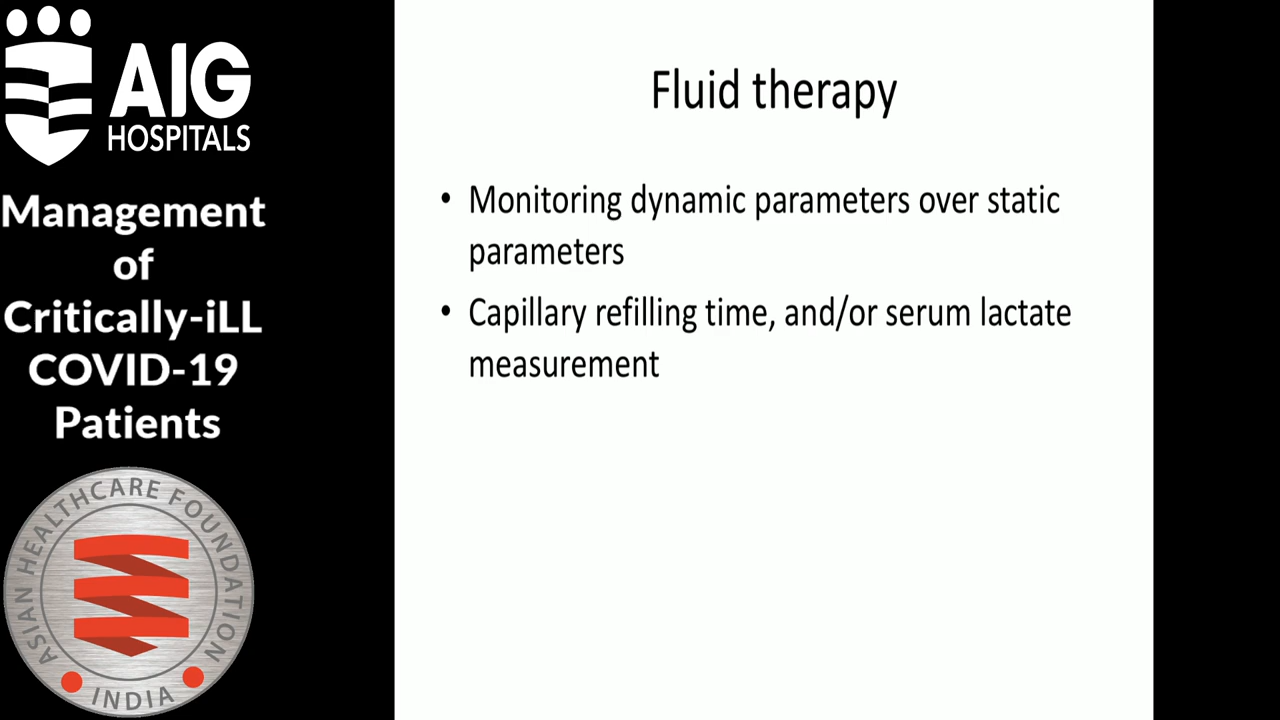 AIG
HOSPITALS
Management
of
Critically-iLL
COVID-19
Patients
ASIAN HEALTHCARE FOUNDATION
INDIA
Fluid therapy
• Monitoring dynamic parameters over static
parameters
• Capillary refilling time, and/or serum lactate
measurement